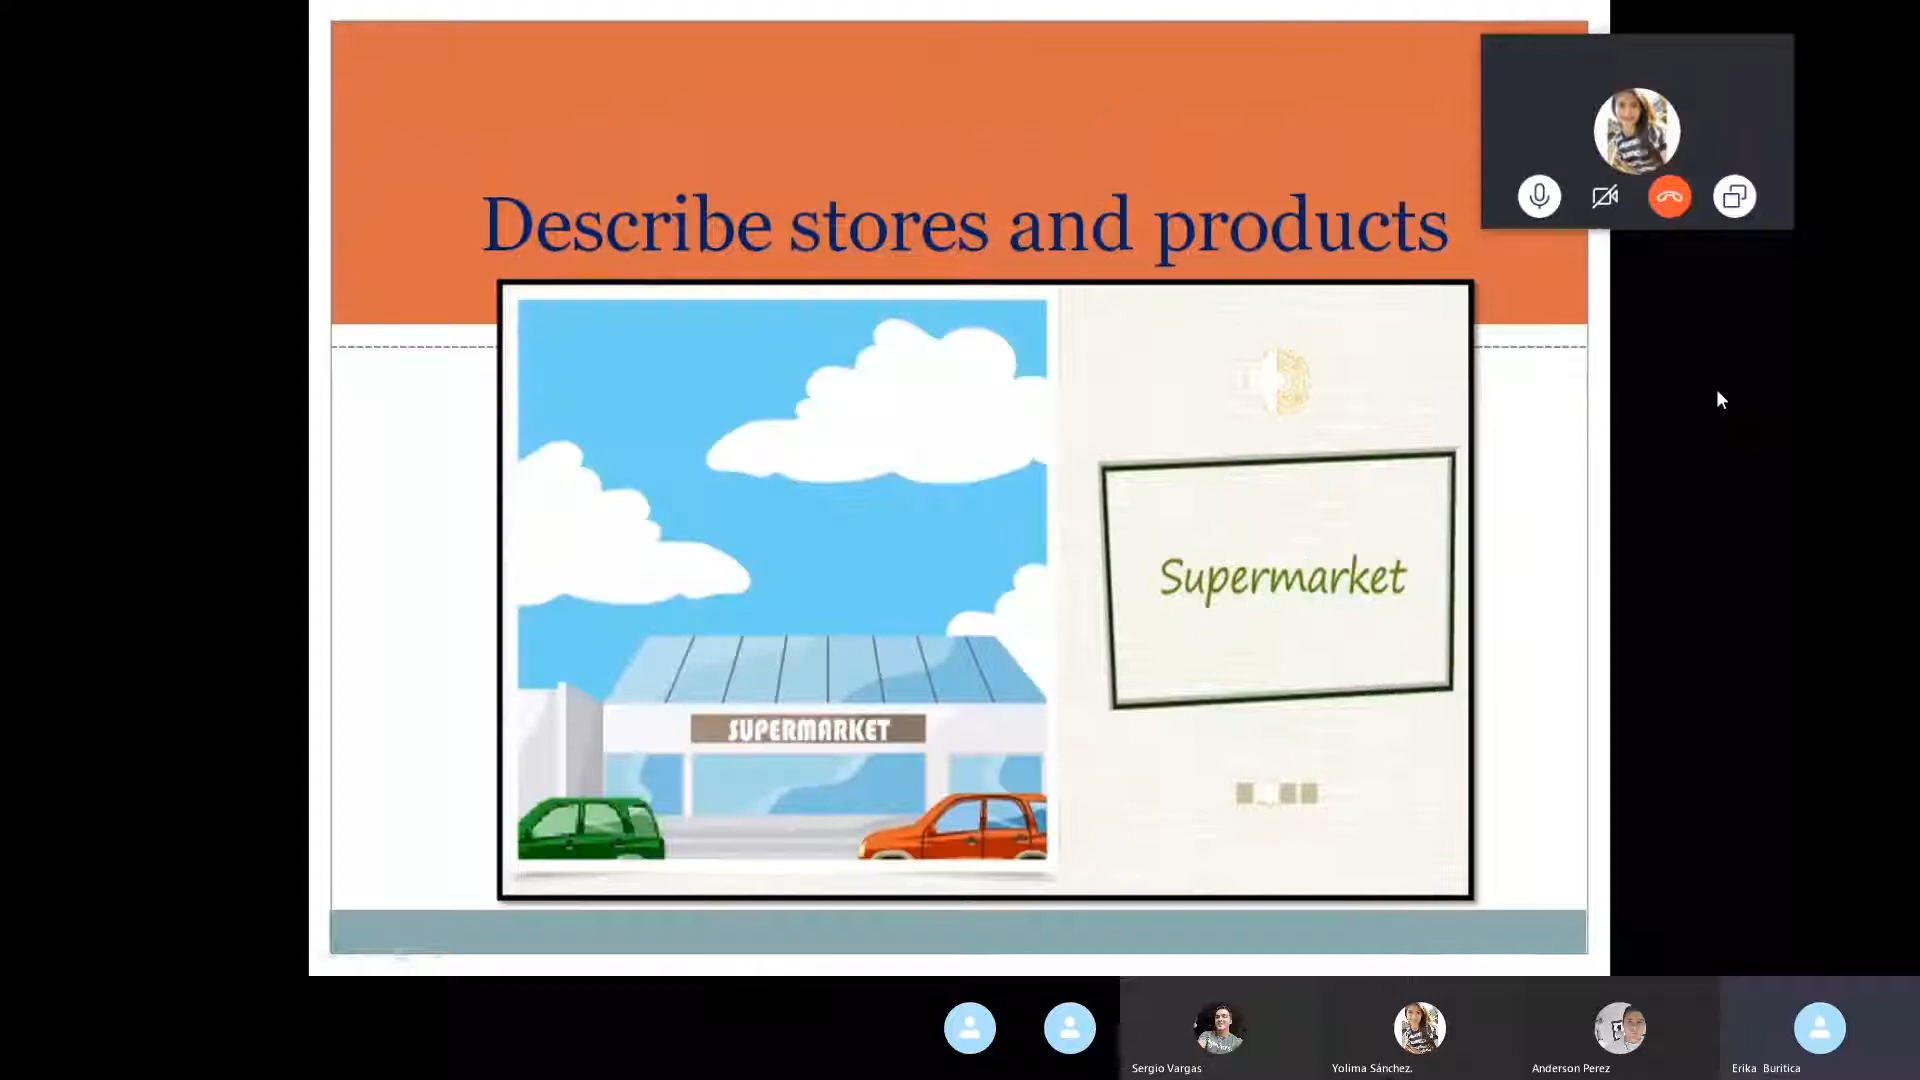 Describe stores and products
Supermarket
SUPERMARKET
Sergio Vargas
Yolima Sánchez.
Anderson Perez
Erika Buritica